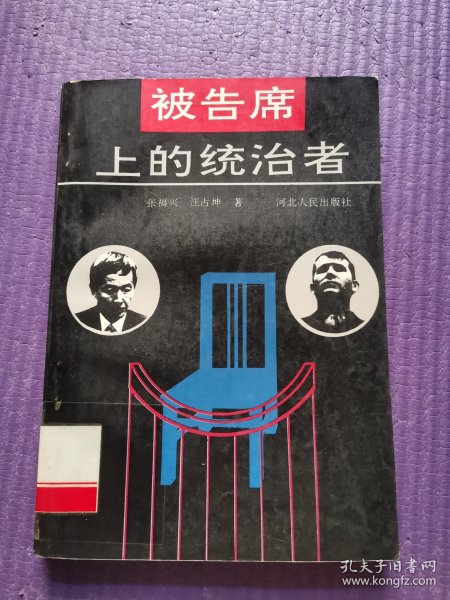 被告席
上的统治者
张福兴 汪占坤 著 河北人民出版社
孔夫子旧书网
www.kongfz.com